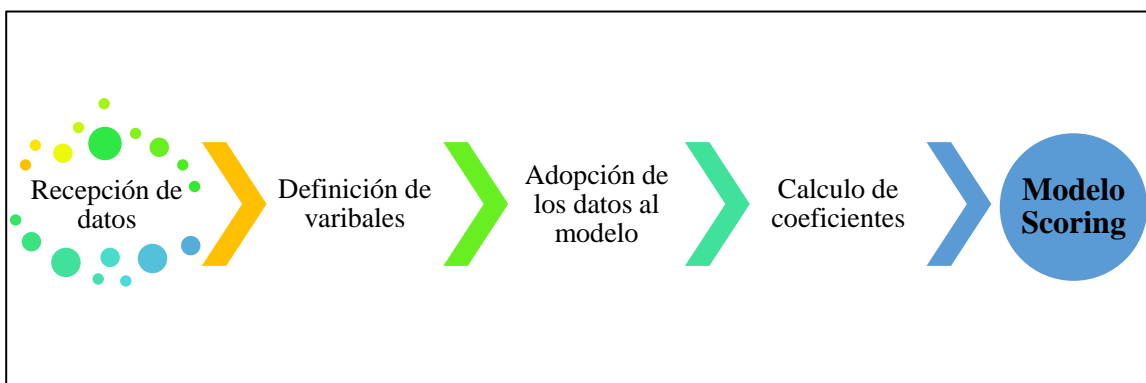 Recepción de
datos
Definición de
varibales
Adopción de
los datos al
modelo
Calculo de
coeficientes
Modelo
Scoring